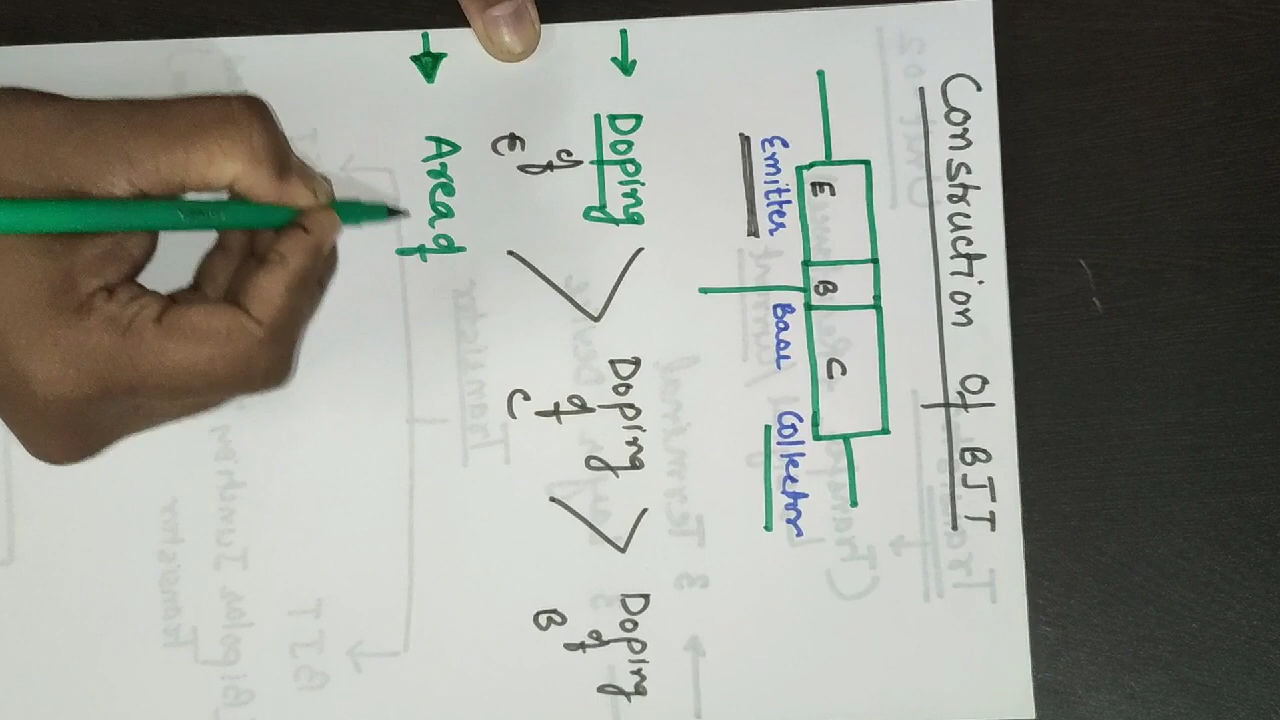 Construction Of BJT
E B C
Emitter Base Collector
→ Doping > Doping > Doping
of of of
E C B
→ Area of